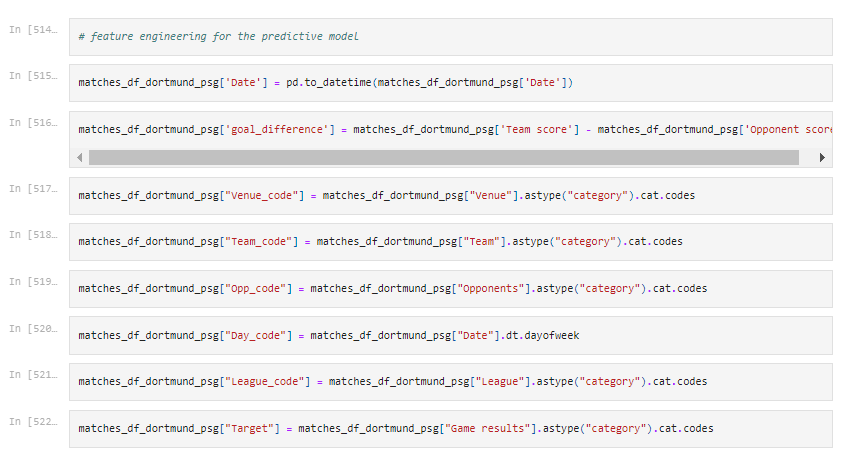 In [514…
# feature engineering for the predictive model
In [515…
matches_df_dortmund_psg['Date'] = pd.to_datetime(matches_df_dortmund_psg['Date'])
In [516…
matches_df_dortmund_psg['goal_difference'] = matches_df_dortmund_psg['Team score'] - matches_df_dortmund_psg['Opponent score
In [517…
matches_df_dortmund_psg["Venue_code"] = matches_df_dortmund_psg["Venue"].astype("category").cat.codes
In [518…
matches_df_dortmund_psg["Team_code"] = matches_df_dortmund_psg["Team"].astype("category").cat.codes
In [519…
matches_df_dortmund_psg["Opp_code"] = matches_df_dortmund_psg["Opponents"].astype("category").cat.codes
In [520…
matches_df_dortmund_psg["Day_code"] = matches_df_dortmund_psg["Date"].dt.dayofweek
In [521…
matches_df_dortmund_psg["League_code"] = matches_df_dortmund_psg["League"].astype("category").cat.codes
In [522…
matches_df_dortmund_psg["Target"] = matches_df_dortmund_psg["Game results"].astype("category").cat.codes